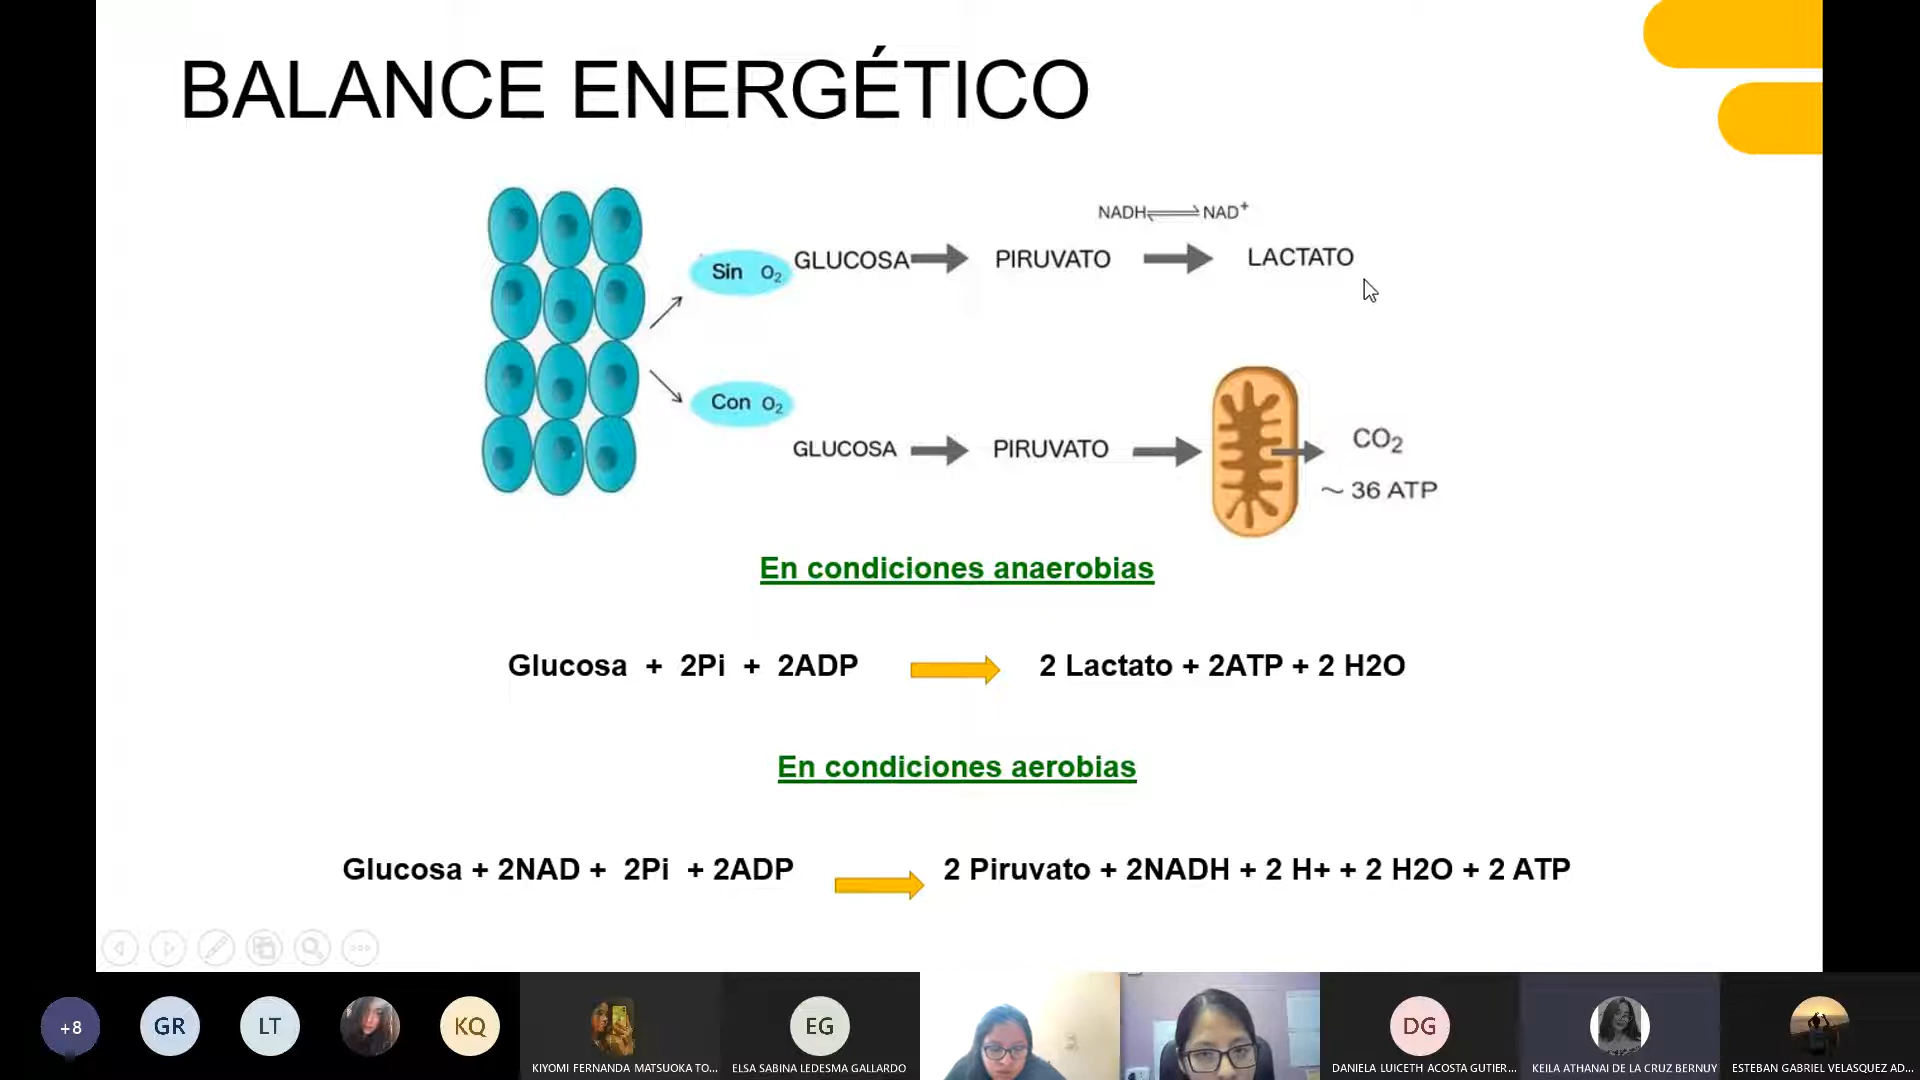 BALANCE ENERGÉTICO
NADH NAD+
Sin O2 GLUCOSA PIRUVATO LACTATO
Con O2
GLUCOSA PIRUVATO CO2
~ 36 ATP
En condiciones anaerobias
Glucosa + 2Pi + 2ADP 2 Lactato + 2ATP + 2 H2O
En condiciones aerobias
Glucosa + 2NAD + 2Pi + 2ADP 2 Piruvato + 2NADH + 2 H+ + 2 H2O + 2 ATP
+8 GR LT KQ EG DG
KIYOMI FERNANDA MATSUOKA TO... ELSA SABINA LEDESMA GALLARDO DANIELA LUICETH ACOSTA GUTIER... KEILA ATHANAI DE LA CRUZ BERNUY ESTEBAN GABRIEL VELASQUEZ AD...